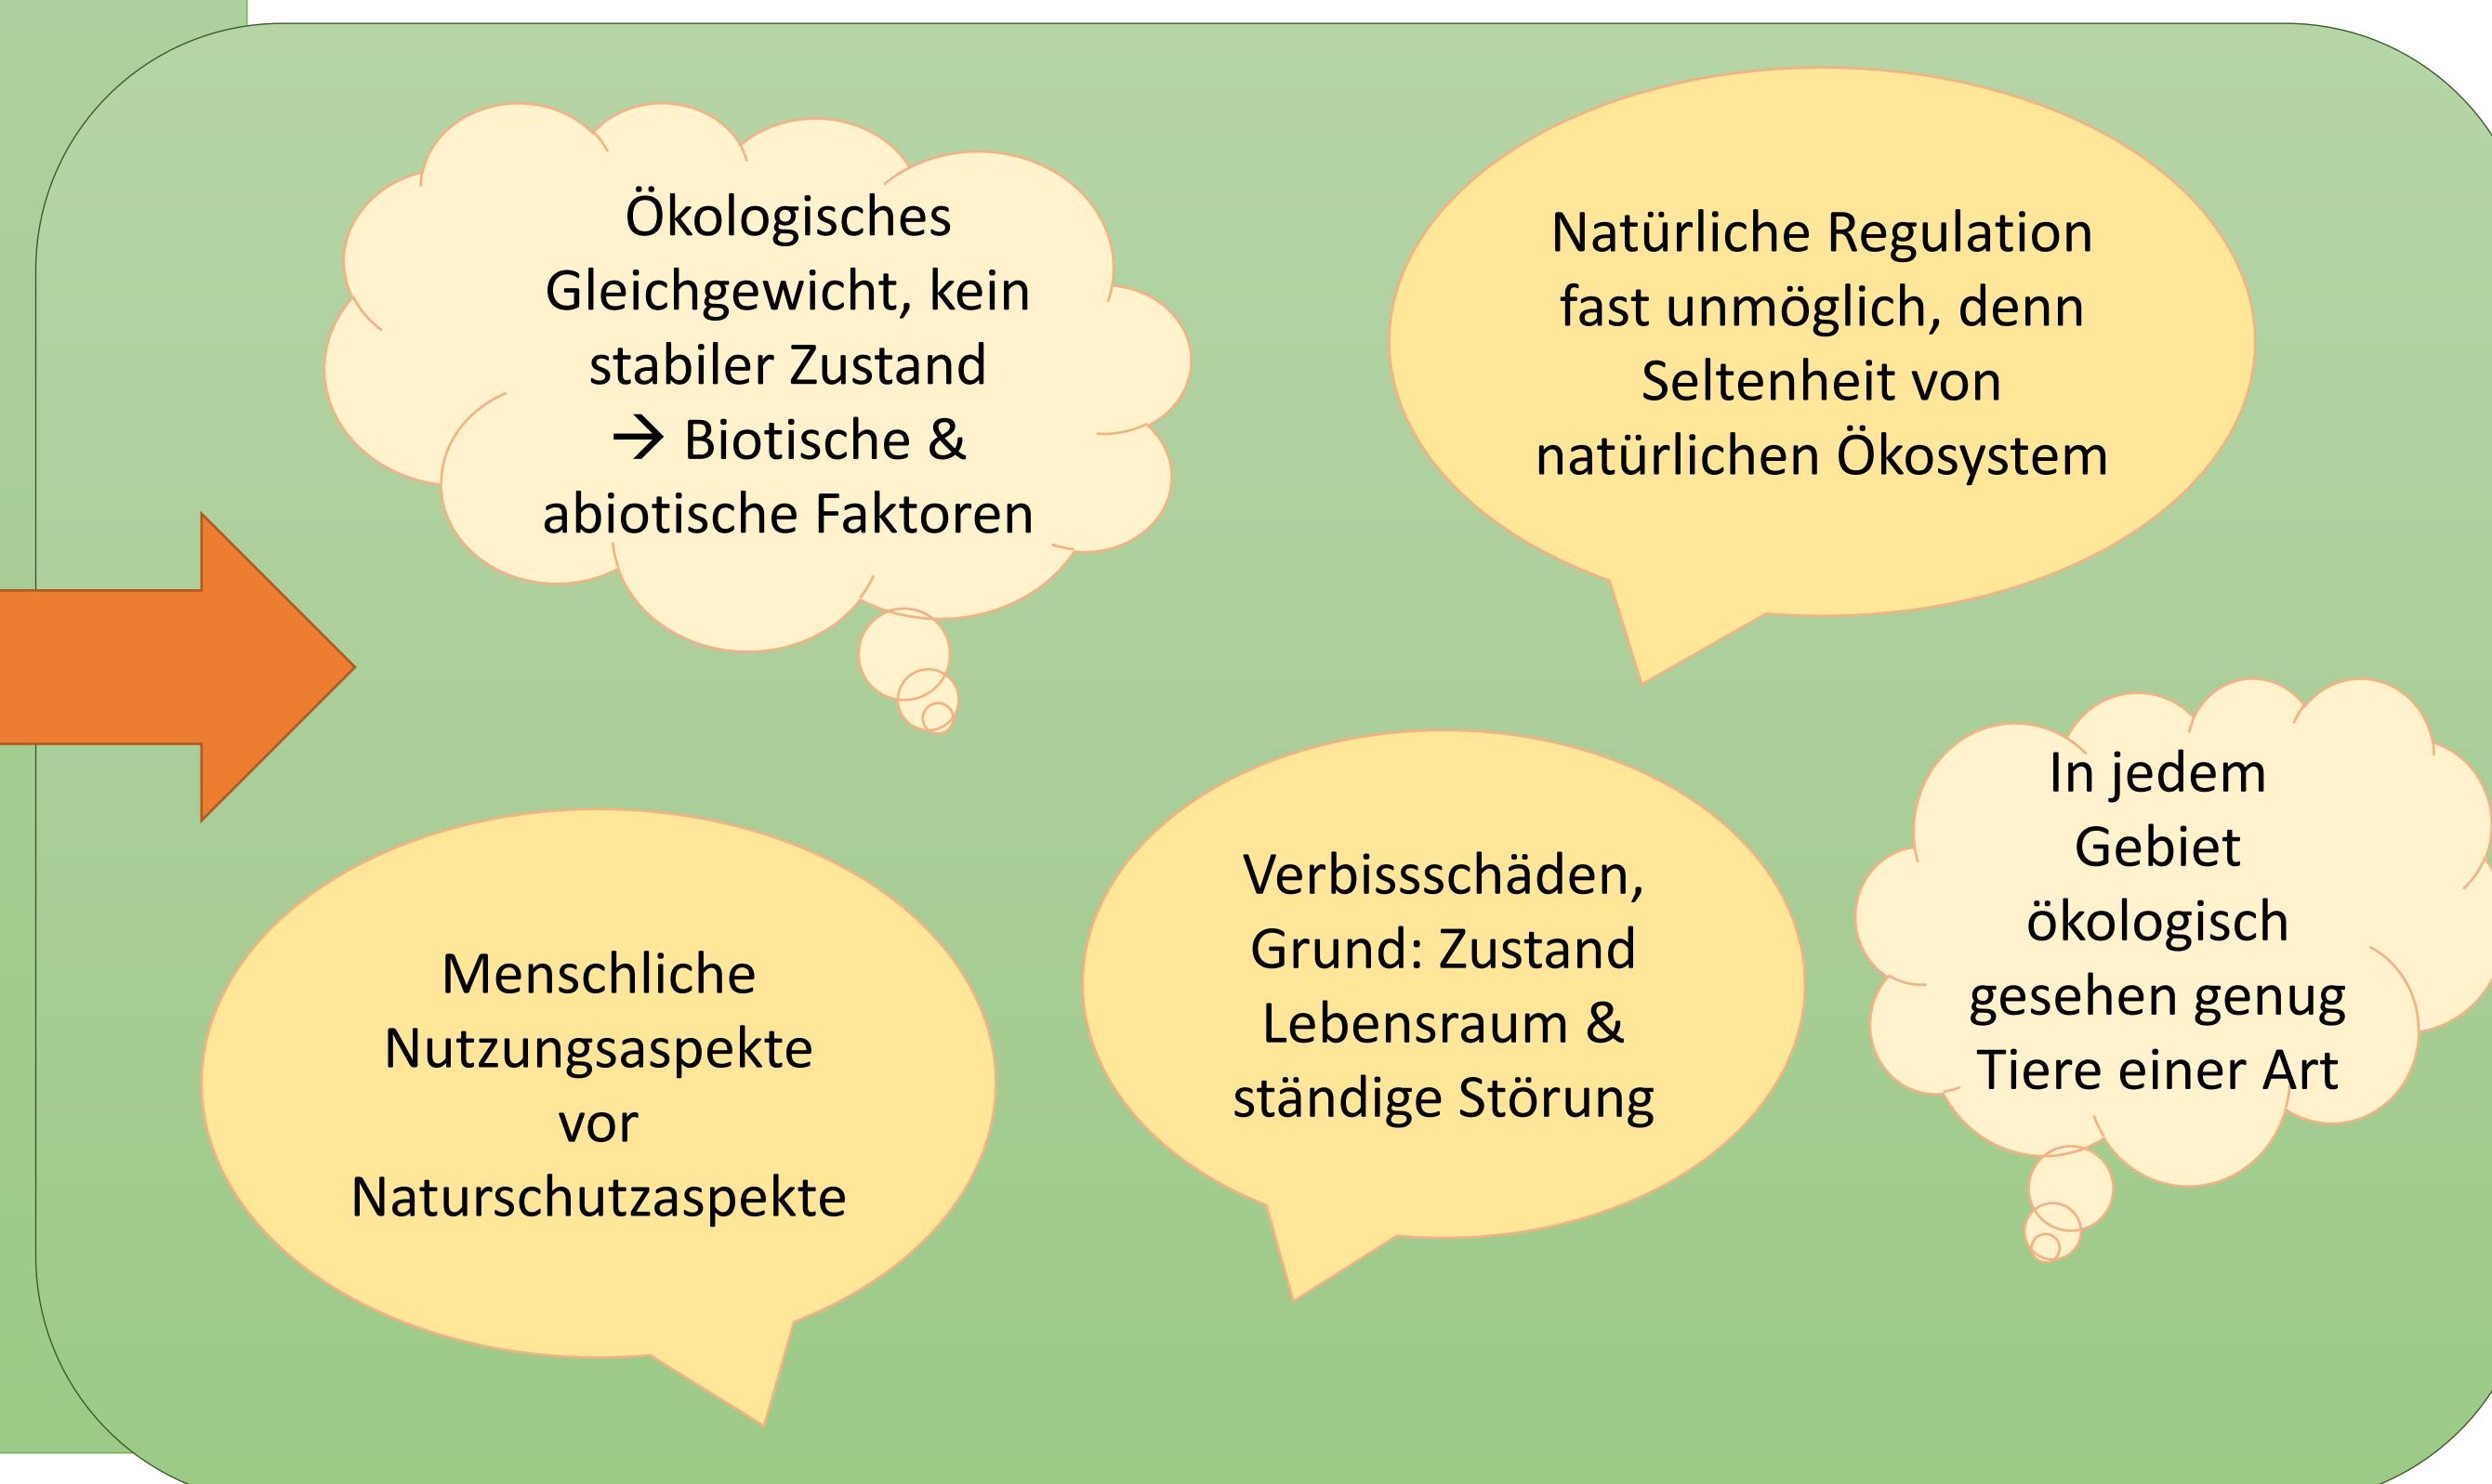 Ökologisches
Gleichgewicht, kein
stabiler Zustand
→ Biotische &
abiotische Faktoren
Natürliche Regulation
fast unmöglich, denn
Seltenheit von
natürlichen Ökosystem
Menschliche
Nutzungsaspekte
vor
Naturschutzaspekte
Verbissschäden,
Grund: Zustand
Lebensraum &
ständige Störung
In jedem
Gebiet
ökologisch
gesehen genug
Tiere einer Art